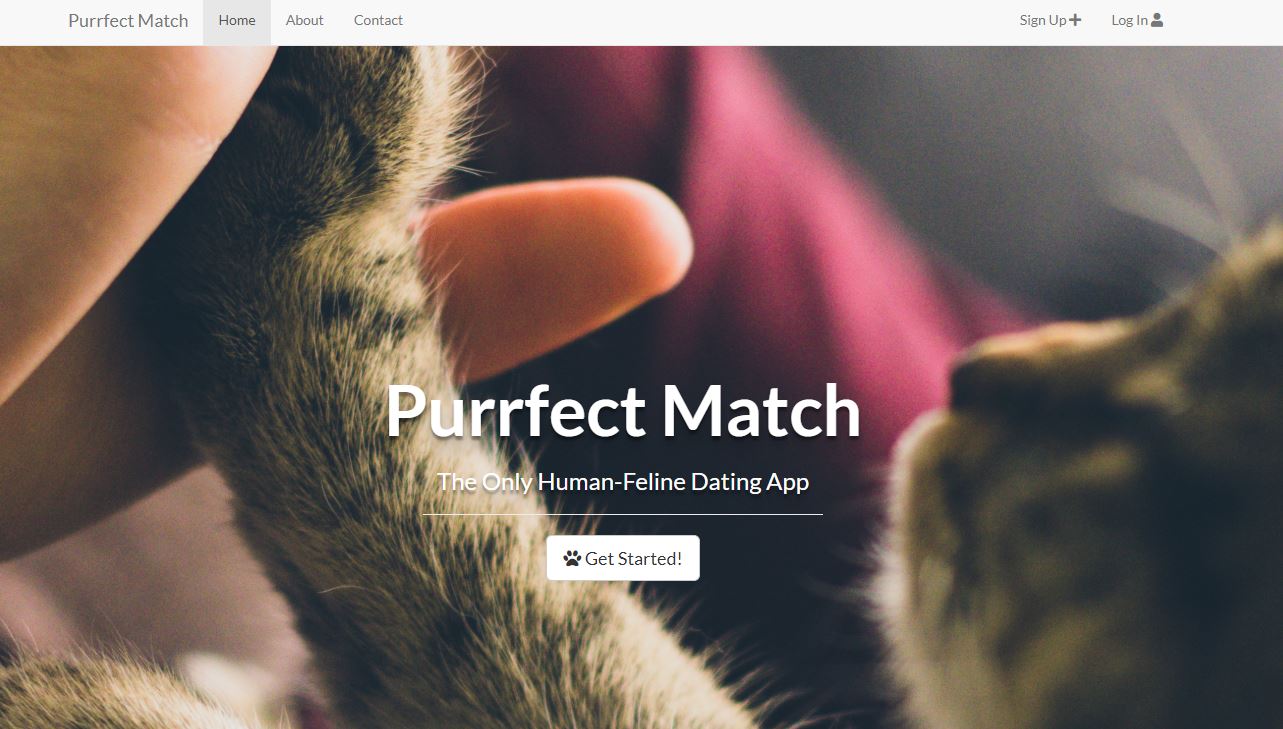 Purrfect Match Home About Contact Sign Up Log In
Purrfect Match
The Only Human-Feline Dating App
Get Started!